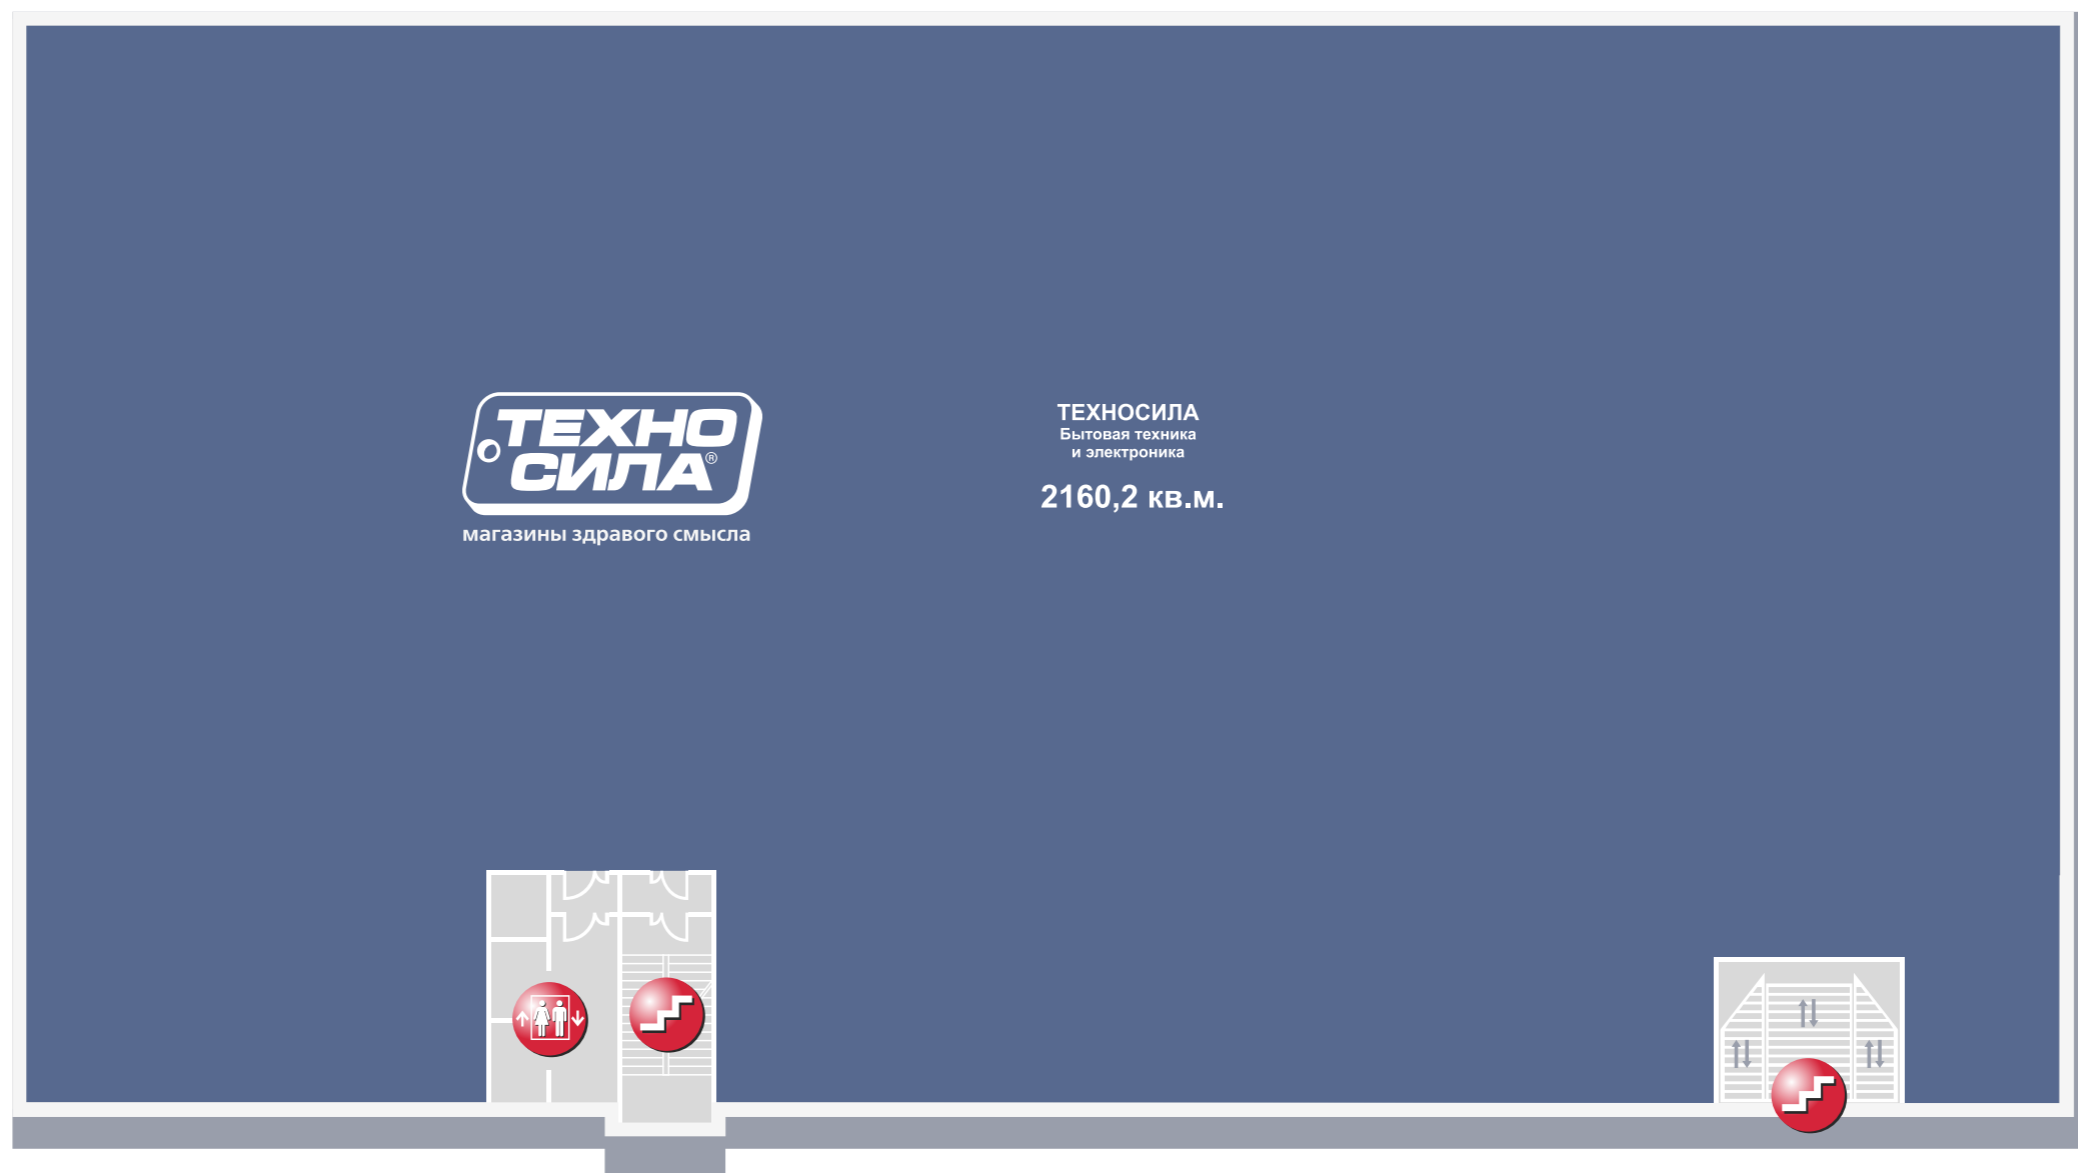 ТЕХНО
СИЛА®
магазины здравого смысла
ТЕХНОСИЛА
Бытовая техника
и электроника
2160,2 кв.м.